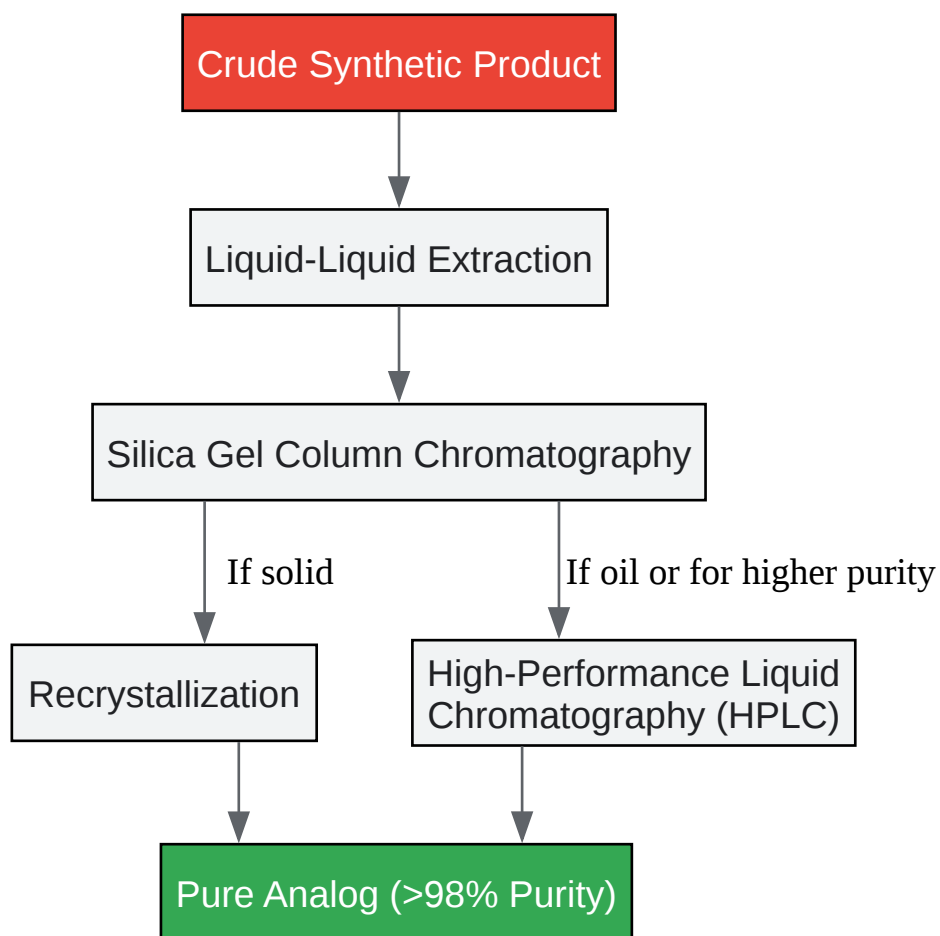 Crude Synthetic Product
Liquid-Liquid Extraction
Silica Gel Column Chromatography
If solid
If oil or for higher purity
Recrystallization
High-Performance Liquid
Chromatography (HPLC)
Pure Analog (>98% Purity)